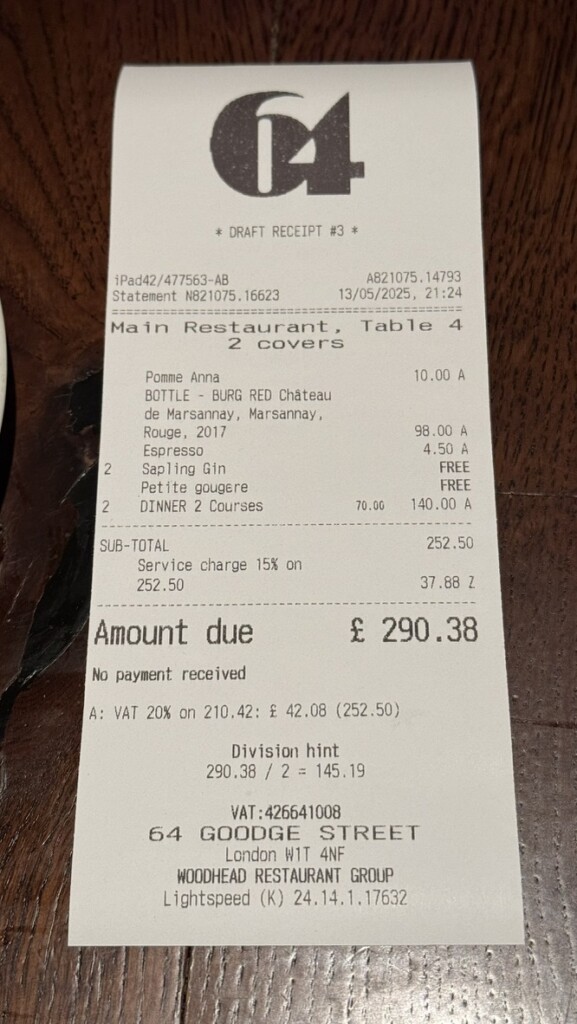 64
* DRAFT RECEIPT #3 *
iPad42/477563-AB A821075.14793
Statement N821075.16623 13/05/2025, 21:24
Main Restaurant, Table 4
2 covers
Pomme Anna 10.00 A
BOTTLE - BURG RED Château
de Marsannay, Marsannay,
Rouge, 2017 98.00 A
Espresso 4.50 A
2 Sapling Gin FREE
Petite gougere FREE
2 DINNER 2 Courses 70.00 140.00 A
SUB-TOTAL 252.50
Service charge 15% on
252.50 37.88 Z
Amount due £ 290.38
No payment received
A: VAT 20% on 210.42: £ 42.08 (252.50)
Division hint
290.38 / 2 = 145.19
VAT:426641008
64 GOODGE STREET
London W1T 4NF
WOODHEAD RESTAURANT GROUP
Lightspeed (K) 24.14.1.17632